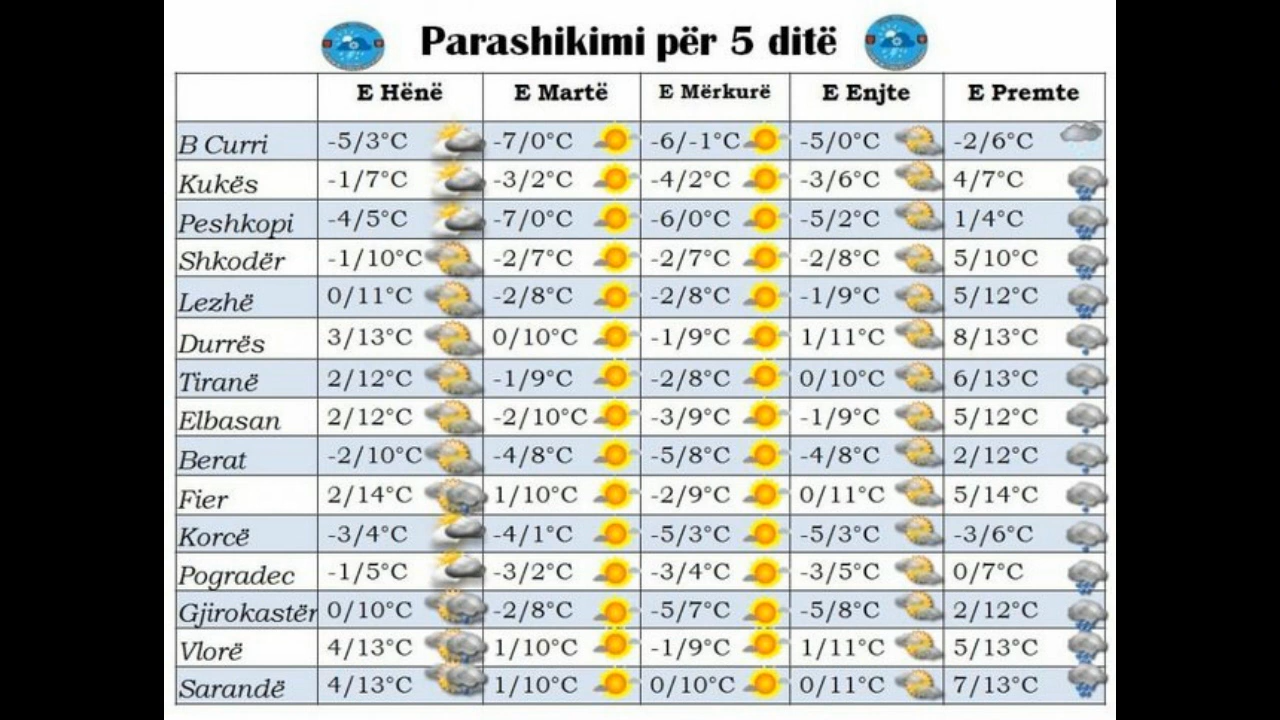 Parashikimi për 5 ditë
E Hënë E Martë E Mërkurë E Enjte E Premte
B Curri -5/3°C -7/0°C -6/-1°C -5/0°C -2/6°C
Kukës -1/7°C -3/2°C -4/2°C -3/6°C 4/7°C
Peshkopi -4/5°C -7/0°C -6/0°C -5/2°C 1/4°C
Shkodër -1/10°C -2/7°C -2/7°C -2/8°C 5/10°C
Lezhë 0/11°C -2/8°C -2/8°C -1/9°C 5/12°C
Durrës 3/13°C 0/10°C -1/9°C 1/11°C 8/13°C
Tiranë 2/12°C -1/9°C -2/8°C 0/10°C 6/13°C
Elbasan 2/12°C -2/10°C -3/9°C -1/9°C 5/12°C
Berat -2/10°C -4/8°C -5/8°C -4/8°C 2/12°C
Fier 2/14°C 1/10°C -2/9°C 0/11°C 5/14°C
Korcë -3/4°C -4/1°C -5/3°C -5/3°C -3/6°C
Pogradec -1/5°C -3/2°C -3/4°C -3/5°C 0/7°C
Gjirokastër 0/10°C -2/8°C -5/7°C -5/8°C 2/12°C
Vlorë 4/13°C 1/10°C -1/9°C 1/11°C 5/13°C
Sarandë 4/13°C 1/10°C 0/10°C 0/11°C 7/13°C